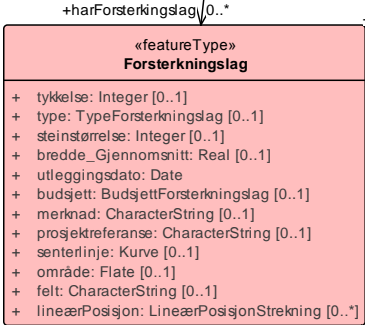 +harForsterkingslag 0..*
«featureType»
Forsterkningslag
+ tykkelse: Integer [0..1]
+ type: TypeForsterkningslag [0..1]
+ steinstørrelse: Integer [0..1]
+ bredde_Gjennomsnitt: Real [0..1]
+ utleggingsdato: Date
+ budsjett: BudsjettForsterkningslag [0..1]
+ merknad: CharacterString [0..1]
+ prosjektreferanse: CharacterString [0..1]
+ senterlinje: Kurve [0..1]
+ område: Flate [0..1]
+ felt: CharacterString [0..1]
+ lineærPosisjon: LineærPosisjonStrekning [0..*]